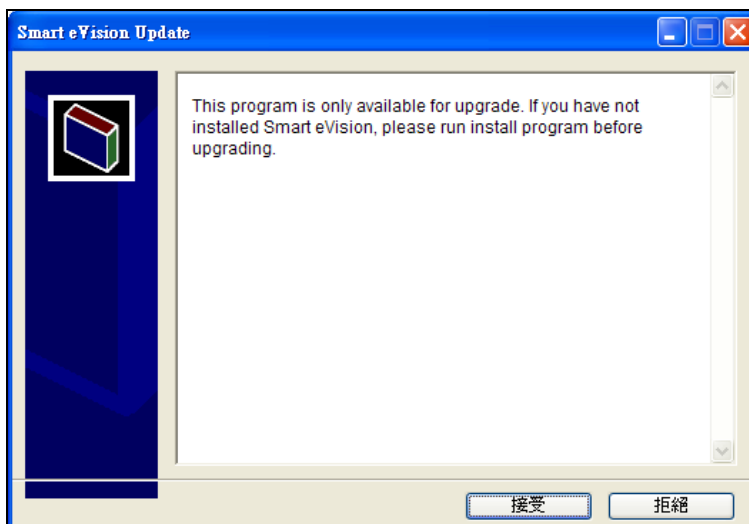 Smart eVision Update
This program is only available for upgrade. If you have not
installed Smart eVision, please run install program before
upgrading.
接受
拒絕